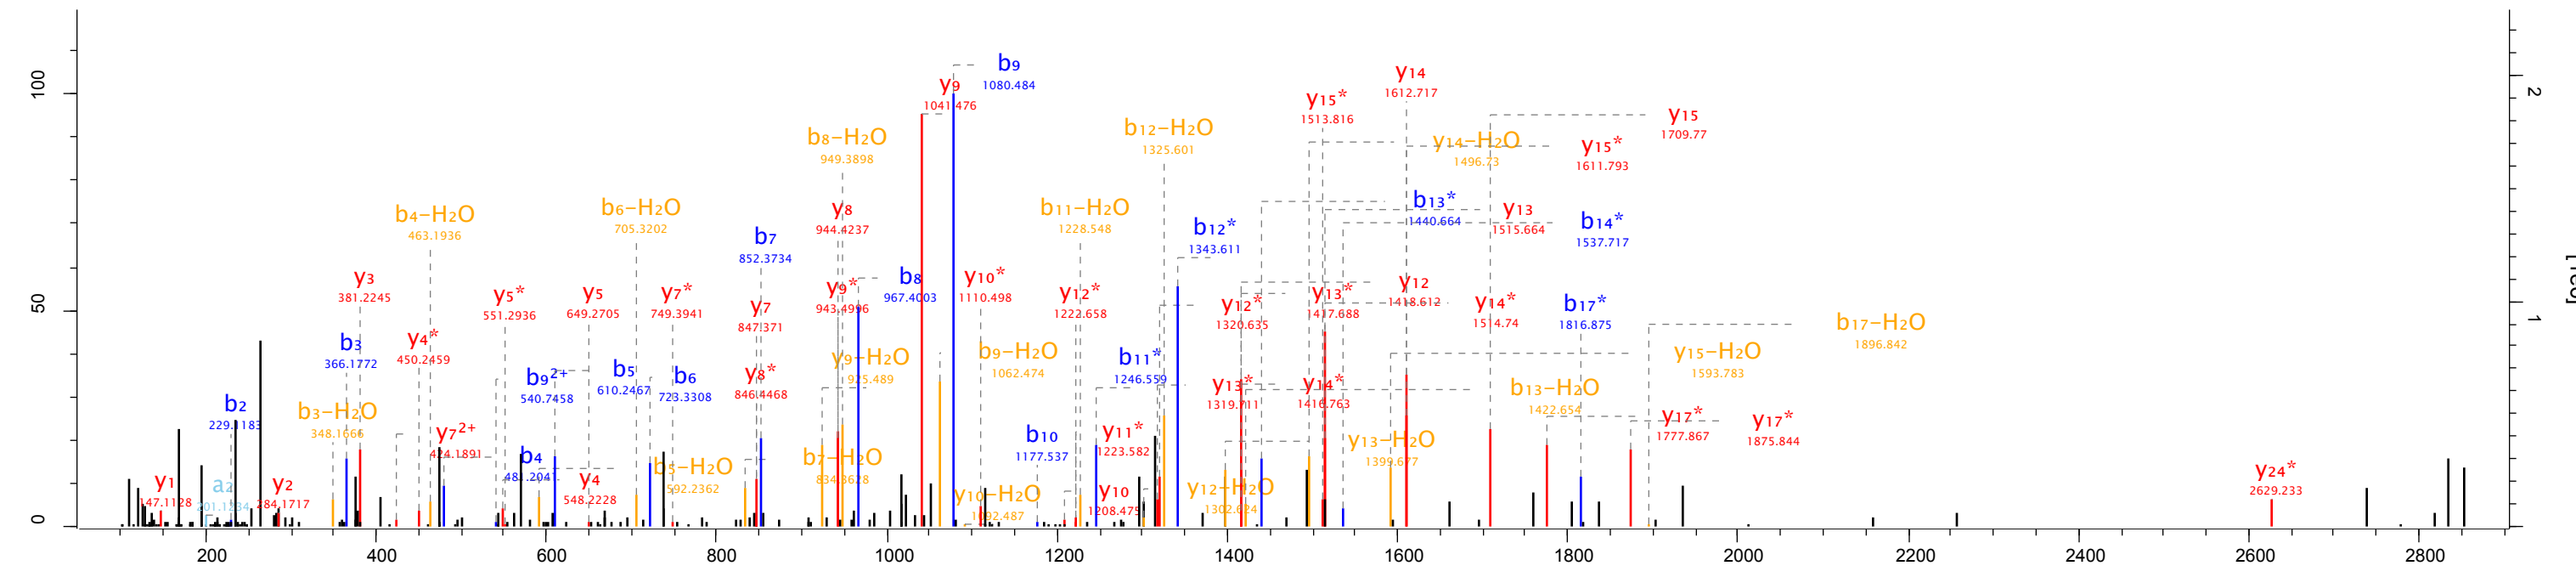 b9
1080.484
y14
1612.717
y9
1041.476
y15*
1513.816
y15
1709.77
b8-H2O
949.3898
b12-H2O
1325.601
y14-H2O
1496.73
y15*
1611.793
b4-H2O
463.1936
b6-H2O
705.3202
y8
944.4237
b11-H2O
1228.548
b12*
1343.611
b13*
1440.664
y13
1515.664
b14*
1537.717
b7
852.3734
y3
381.2245
y5*
551.2936
y5
649.2705
y7*
749.3941
y7
847.371
y9*
943.4996
b8
967.4003
y10*
1110.498
y12*
1222.658
y12*
1320.635
y13*
1417.688
y12
1418.612
y14*
1514.74
b17*
1816.875
b17-H2O
1896.842
b3
366.1772
y4*
450.2459
y9-H2O
925.489
b9-H2O
1062.474
b11*
1246.559
y15-H2O
1593.783
b2
229.1183
b3-H2O
348.1666
y7 2+
424.1891
b9 2+
540.7458
b5
610.2467
b6
723.3308
y8*
846.4468
y13*
1319.711
y14*
1416.763
b13-H2O
1422.654
y17*
1777.867
y17*
1875.844
y1
147.1128
a2
201.1234
y2
284.1717
b4
481.2041
y4
548.2228
b5-H2O
592.2362
b7-H2O
834.3628
y10-H2O
1092.487
b10
1177.537
y11*
1223.582
y10
1208.475
y12-H2O
1302.624
y13-H2O
1399.677
y24*
2629.233
100
50
0
2
1
200 400 600 800 1000 1200 1400 1600 1800 2000 2200 2400 2600 2800